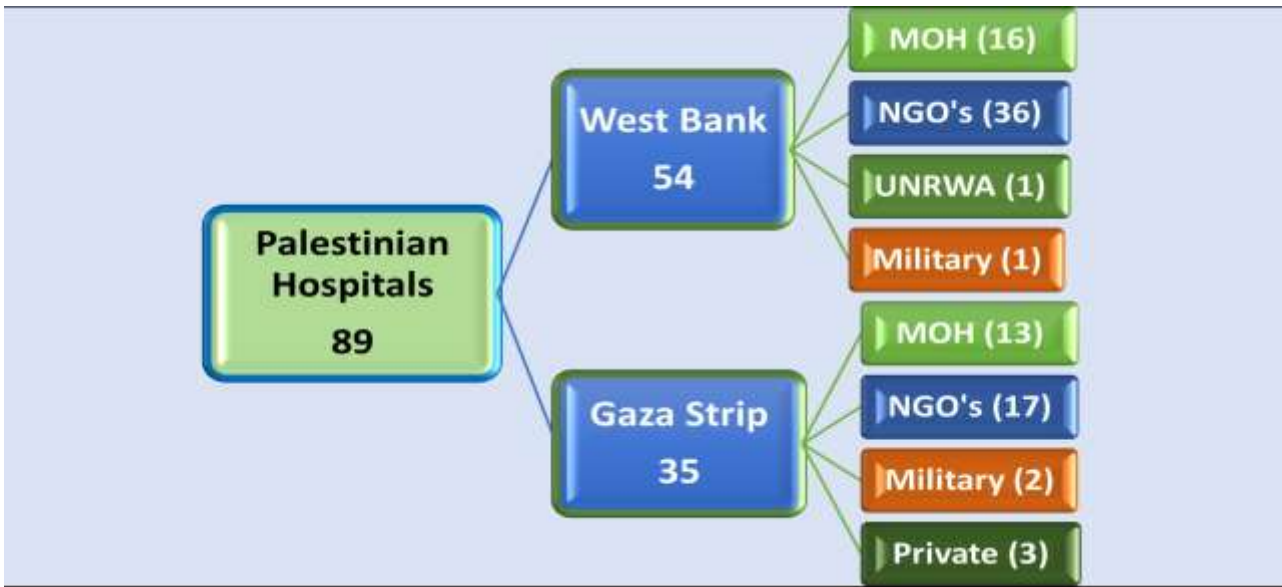 Palestinian
Hospitals
89
West Bank
54
MOH (16)
NGO's (36)
UNRWA (1)
Military (1)
Gaza Strip
35
MOH (13)
NGO's (17)
Military (2)
Private (3)